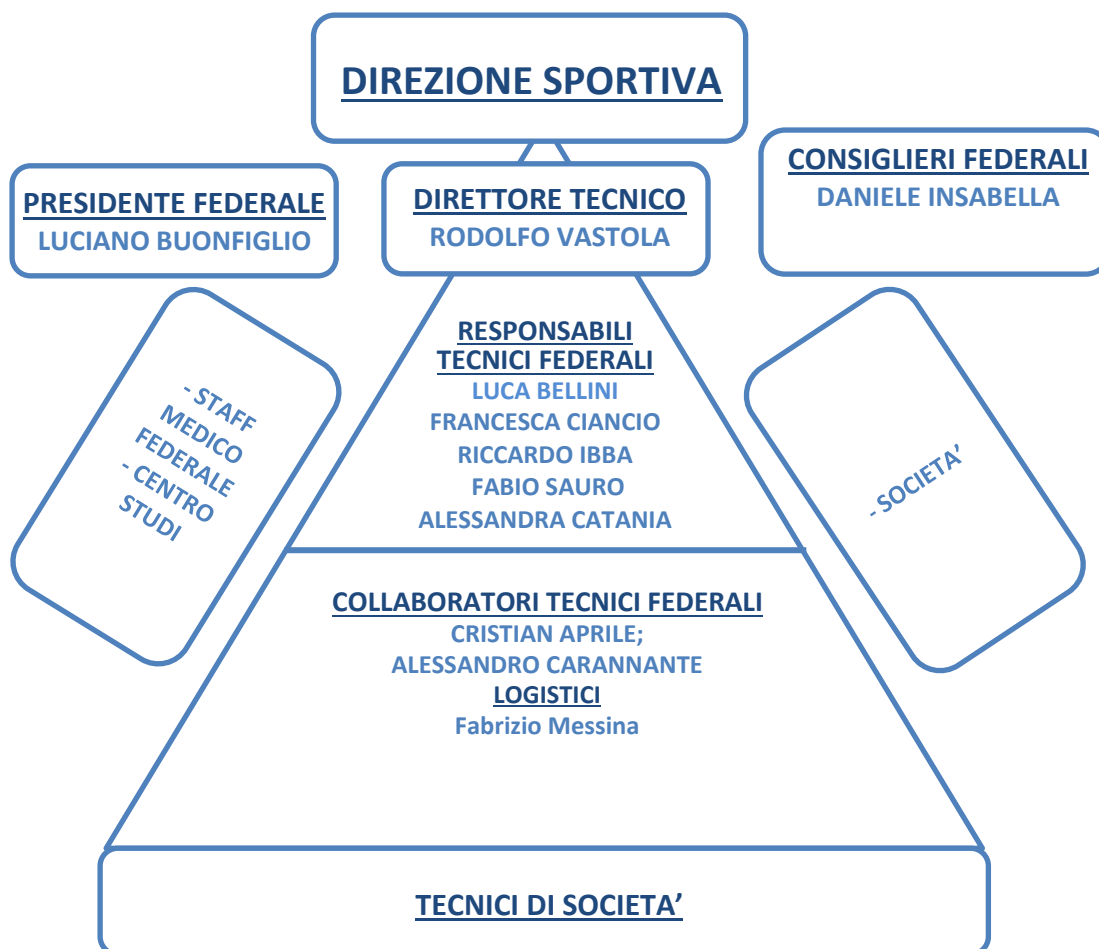 DIREZIONE SPORTIVA
PRESIDENTE FEDERALE
LUCIANO BUONFIGLIO
DIRETTORE TECNICO
RODOLFO VASTOLA
CONSIGLIERI FEDERALI
DANIELE INSABELLA
- STAFF
MEDICO
FEDERALE
- CENTRO
STUDI
RESPONSABILI
TECNICI FEDERALI
LUCA BELLINI
FRANCESCA CIANCIO
RICCARDO IBBA
FABIO SAURO
ALESSANDRA CATANIA
- SOCIETA’
COLLABORATORI TECNICI FEDERALI
CRISTIAN APRILE;
ALESSANDRO CARANNANTE
LOGISTICI
Fabrizio Messina
TECNICI DI SOCIETA’